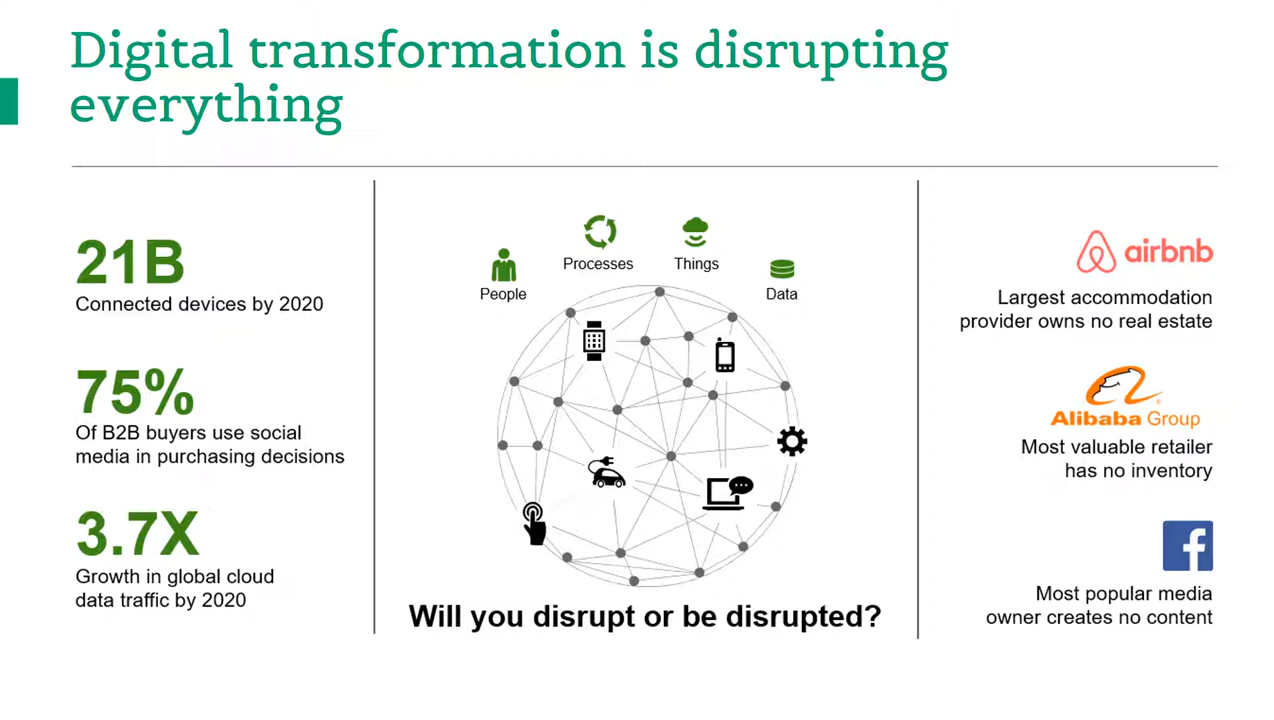 Digital transformation is disrupting
everything
21B
Connected devices by 2020
75%
Of B2B buyers use social
media in purchasing decisions
3.7X
Growth in global cloud
data traffic by 2020
People
Processes
Things
Data
Will you disrupt or be disrupted?
airbnb
Largest accommodation
provider owns no real estate
Alibaba Group
Most valuable retailer
has no inventory
f
Most popular media
owner creates no content